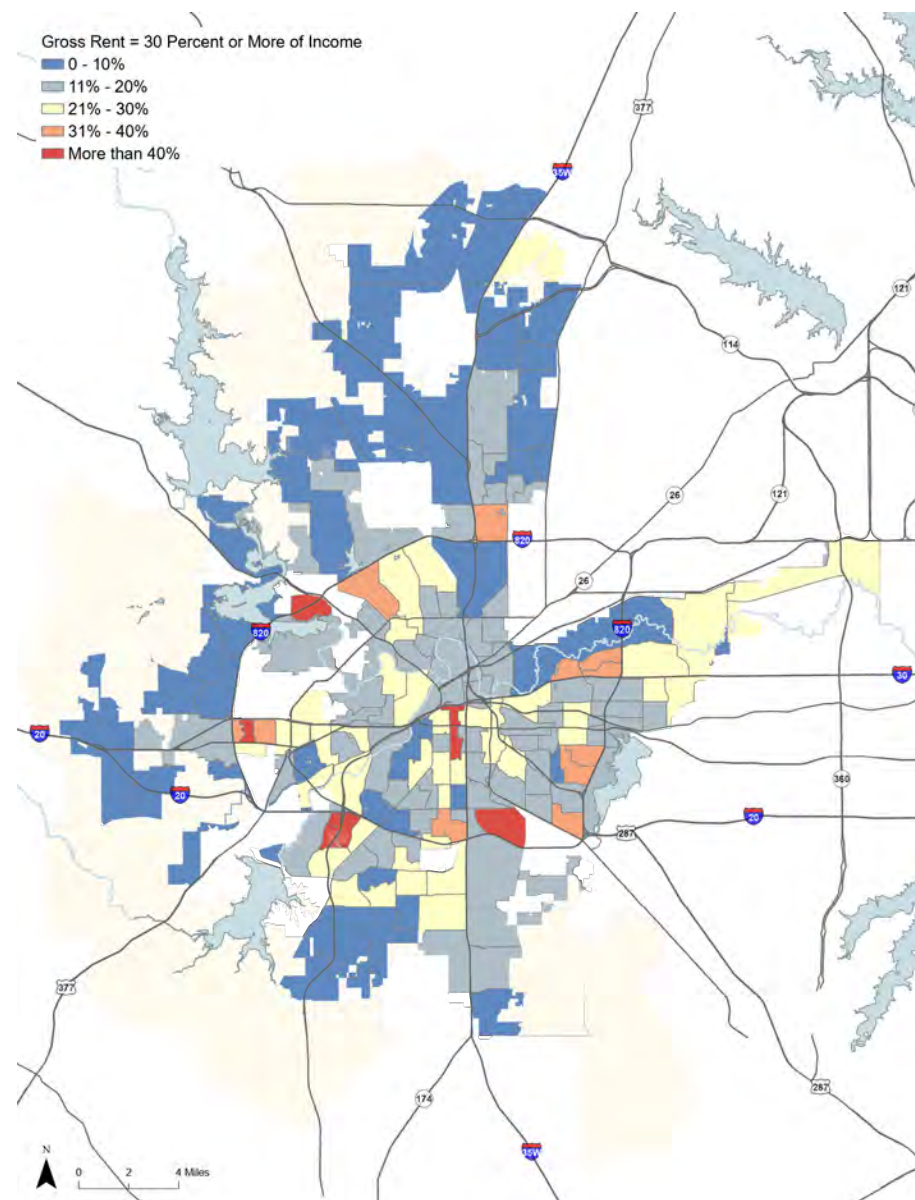 Gross Rent = 30 Percent or More of Income
0 - 10%
11% - 20%
21% - 30%
31% - 40%
More than 40%
377
35W
121
114
26
121
820
26
820
820
30
20
360
20
20
287
377
287
174
35W
N
0 2 4 Miles